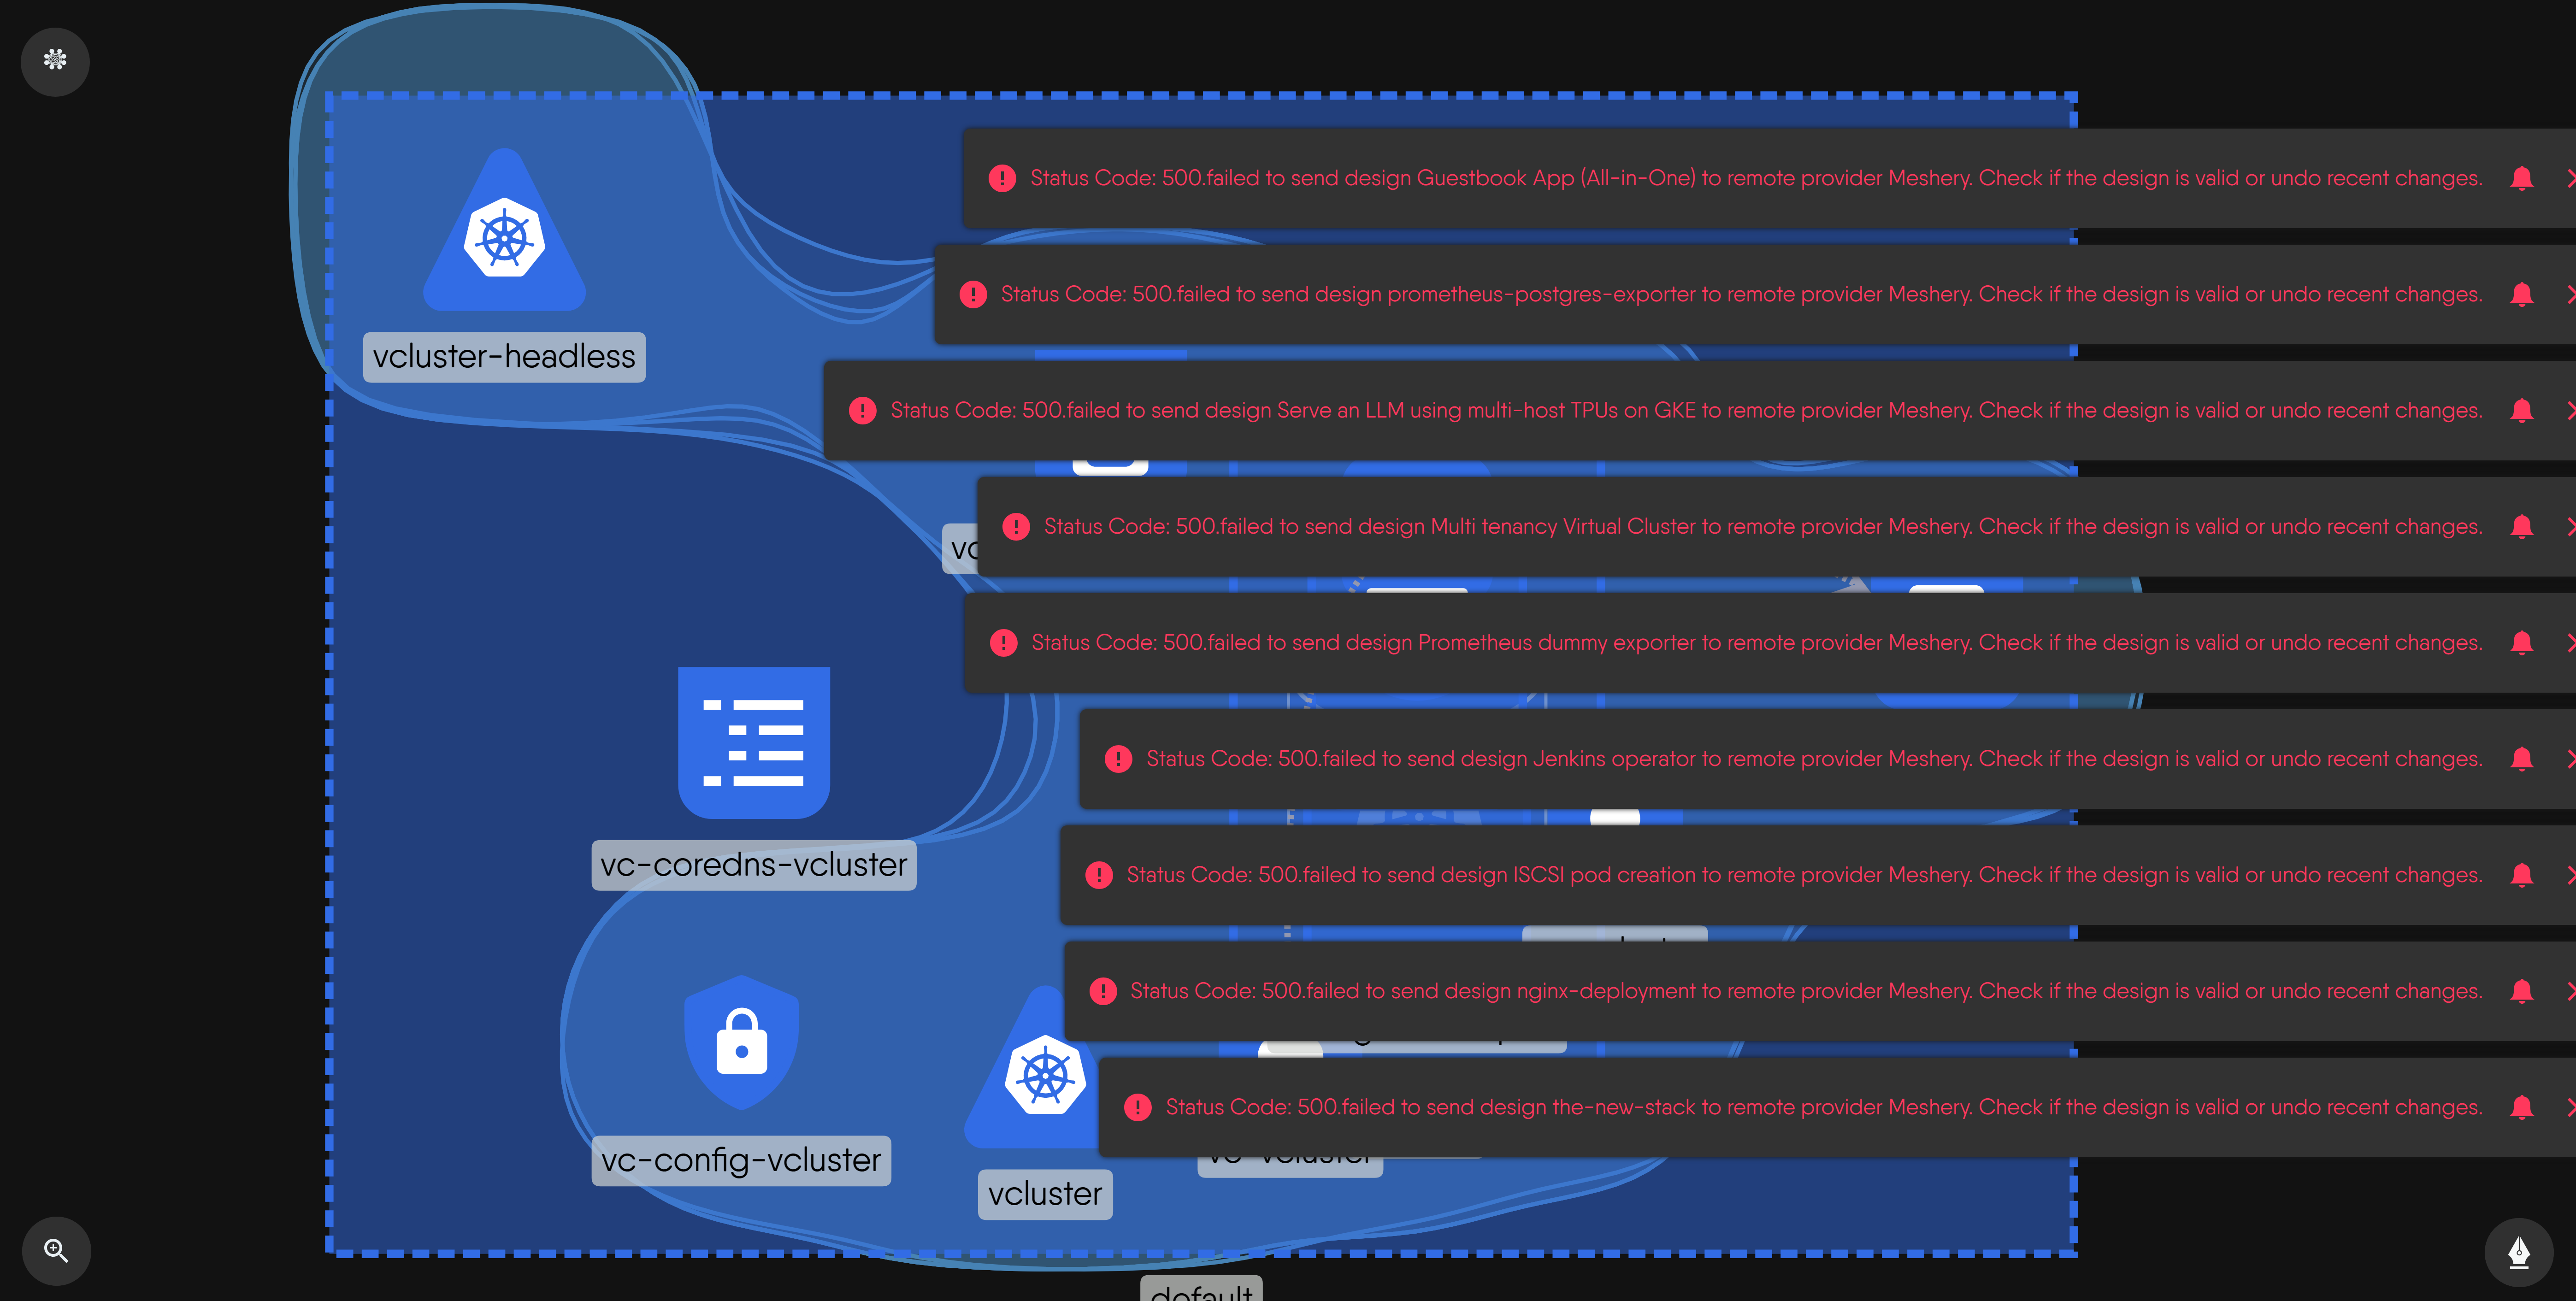 Status Code: 500.failed to send design Guestbook App (All-in-One) to remote provider Meshery. Check if the design is valid or undo recent changes.
Status Code: 500.failed to send design prometheus-postgres-exporter to remote provider Meshery. Check if the design is valid or undo recent changes.
vcluster-headless
Status Code: 500.failed to send design Serve an LLM using multi-host TPUs on GKE to remote provider Meshery. Check if the design is valid or undo recent changes.
Status Code: 500.failed to send design Multi tenancy Virtual Cluster to remote provider Meshery. Check if the design is valid or undo recent changes.
Status Code: 500.failed to send design Prometheus dummy exporter to remote provider Meshery. Check if the design is valid or undo recent changes.
Status Code: 500.failed to send design Jenkins operator to remote provider Meshery. Check if the design is valid or undo recent changes.
vc-coredns-vcluster
Status Code: 500.failed to send design ISCSI pod creation to remote provider Meshery. Check if the design is valid or undo recent changes.
Status Code: 500.failed to send design nginx-deployment to remote provider Meshery. Check if the design is valid or undo recent changes.
Status Code: 500.failed to send design the-new-stack to remote provider Meshery. Check if the design is valid or undo recent changes.
vc-config-vcluster
vc-vcluster
vcluster
default